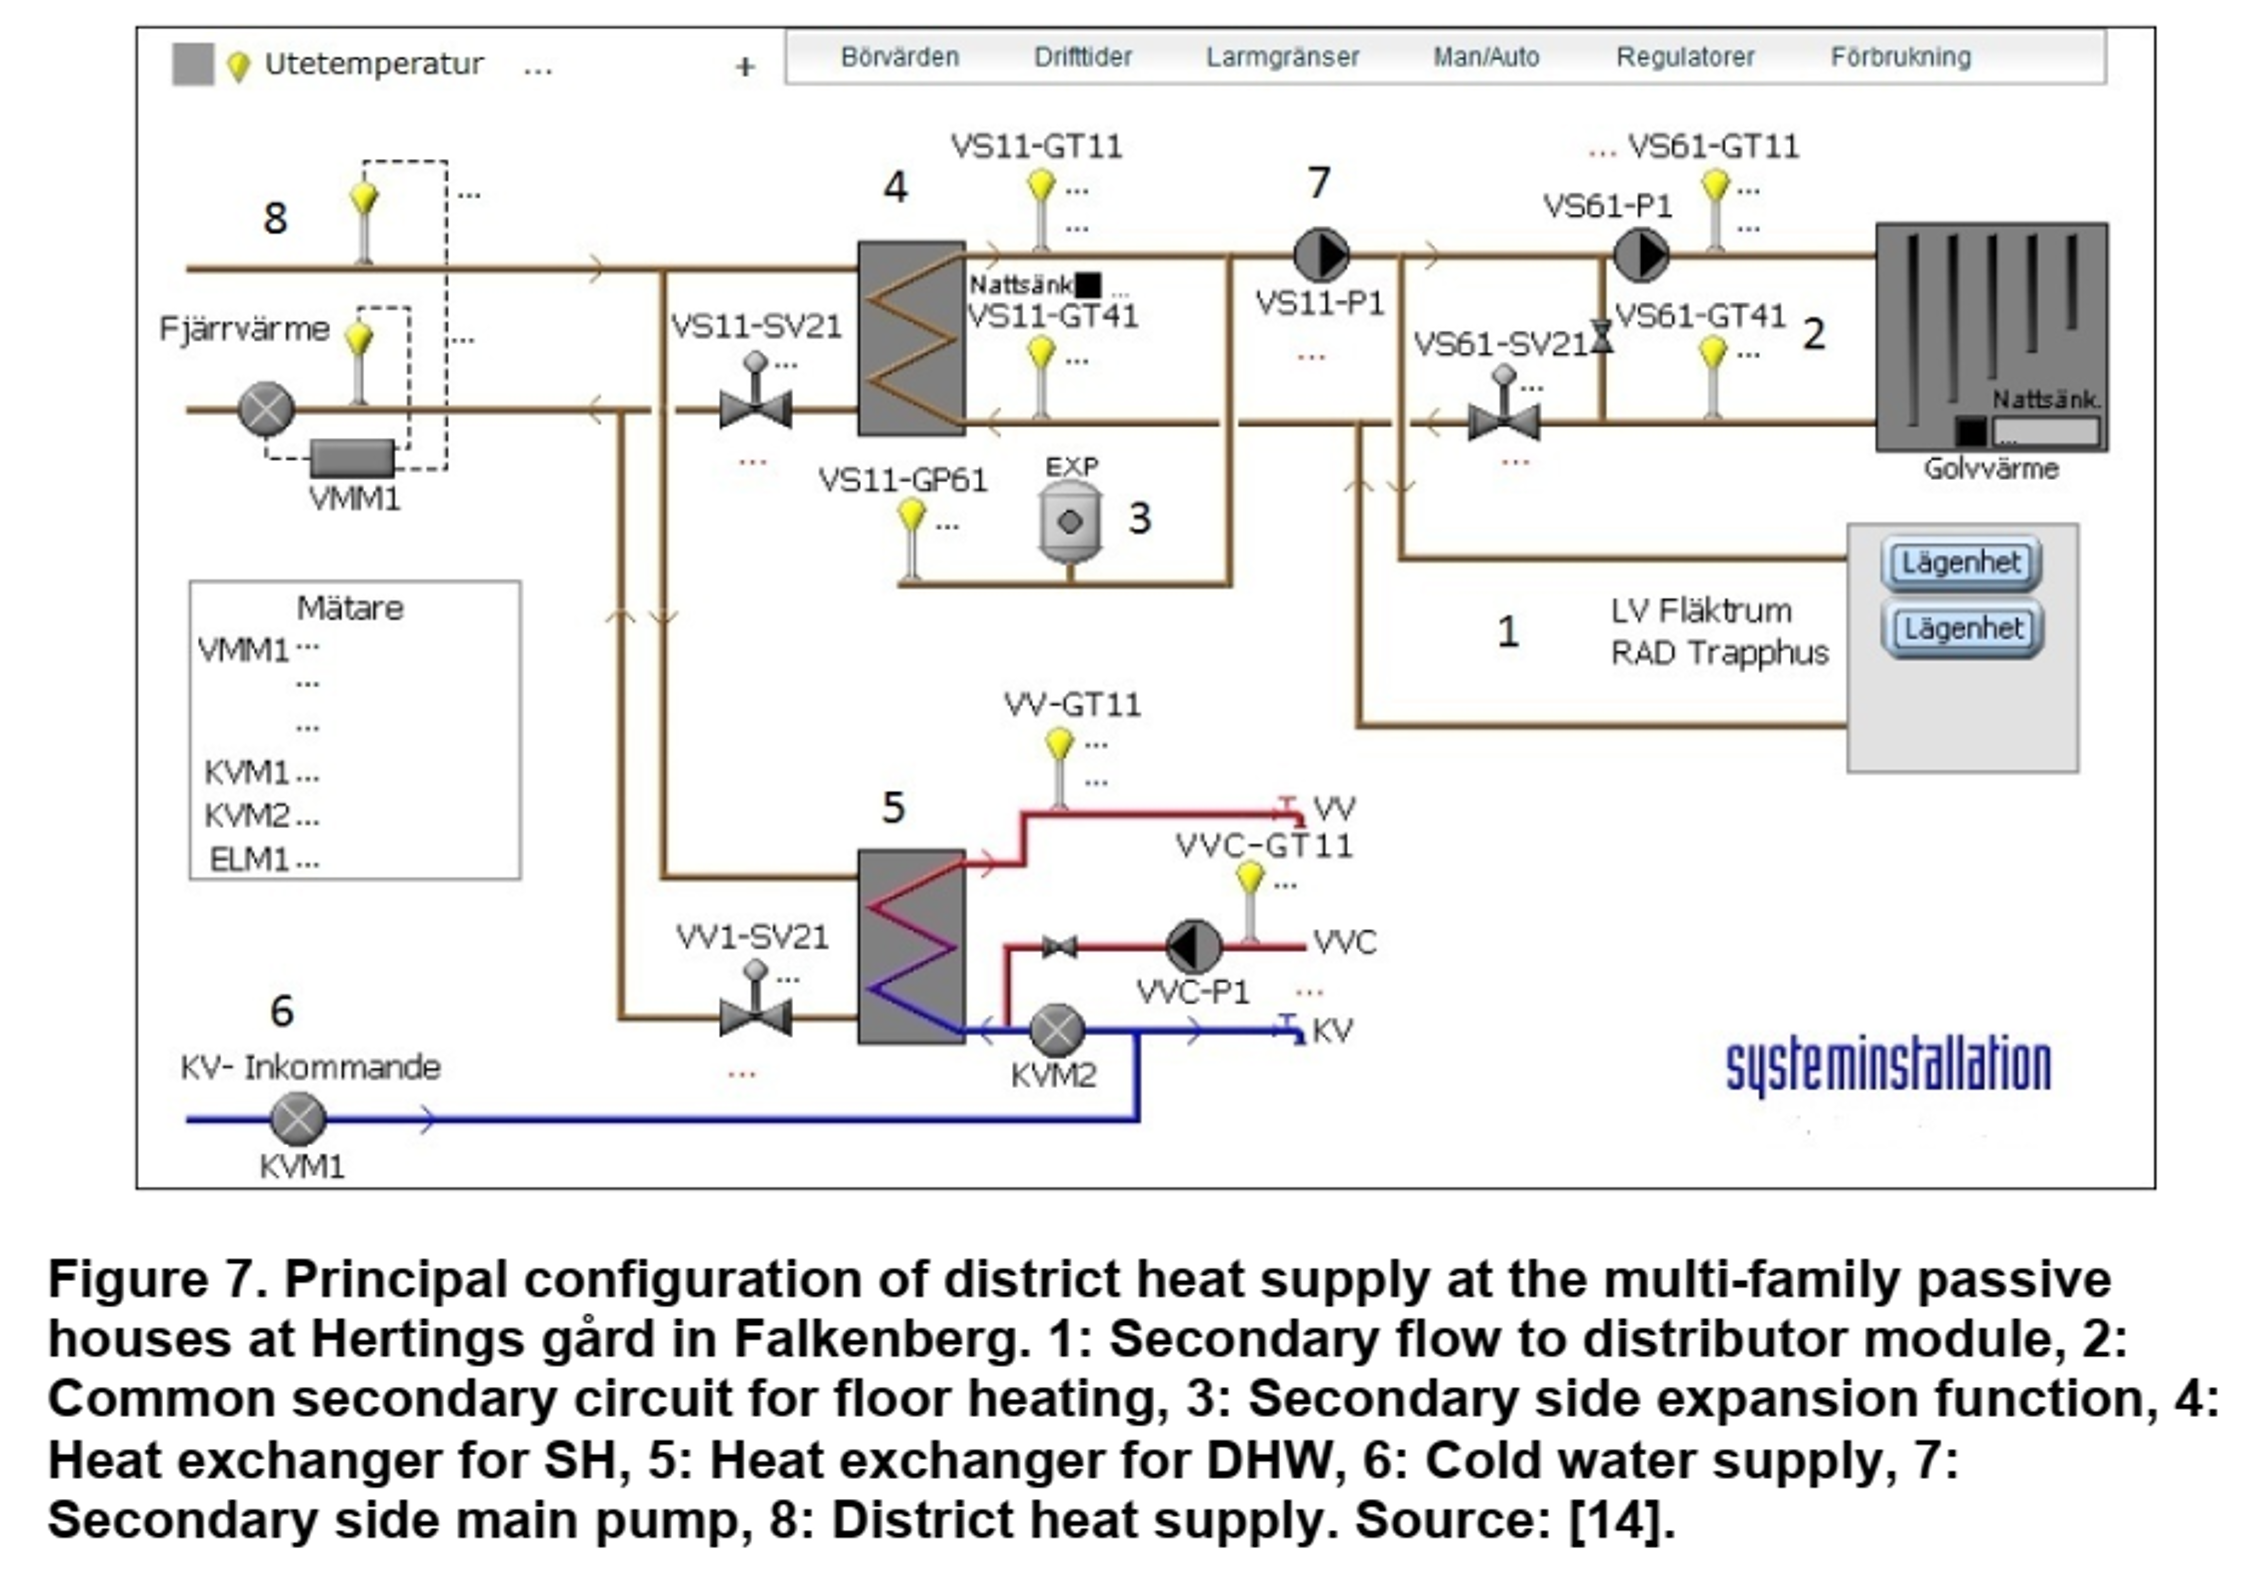 Utetemperatur ... +
Börvärden Drifttider Larmgränser Man/Auto Regulatorer Förbrukning
VS11-GT11
... VS61-GT11
4
7
VS61-P1
...
...
8
...
...
...
Nattsänk ...
VS11-GT41
VS11-P1
VS61-GT41
Fjärrvärme
...
VS11-SV21
...
...
...
VS61-SV21
...
...
2
Nattsänk.
...
Golvvärme
VMM1
...
VS11-GP61
...
EXP
3
...
Lägenhet
Lägenhet
1
LV Fläktrum
RAD Trapphus
Mätare
VMM1 ...
...
...
KVM1 ...
KVM2 ...
ELM1 ...
VV-GT11
...
...
5
VV
VVC-GT11
...
VV1-SV21
...
VVC
VVC-P1
...
6
KV
KV- Inkommande
...
KVM2
systeminstallation
KVM1
Figure 7. Principal configuration of district heat supply at the multi-family passive
houses at Hertings gård in Falkenberg. 1: Secondary flow to distributor module, 2:
Common secondary circuit for floor heating, 3: Secondary side expansion function, 4:
Heat exchanger for SH, 5: Heat exchanger for DHW, 6: Cold water supply, 7:
Secondary side main pump, 8: District heat supply. Source: [14].